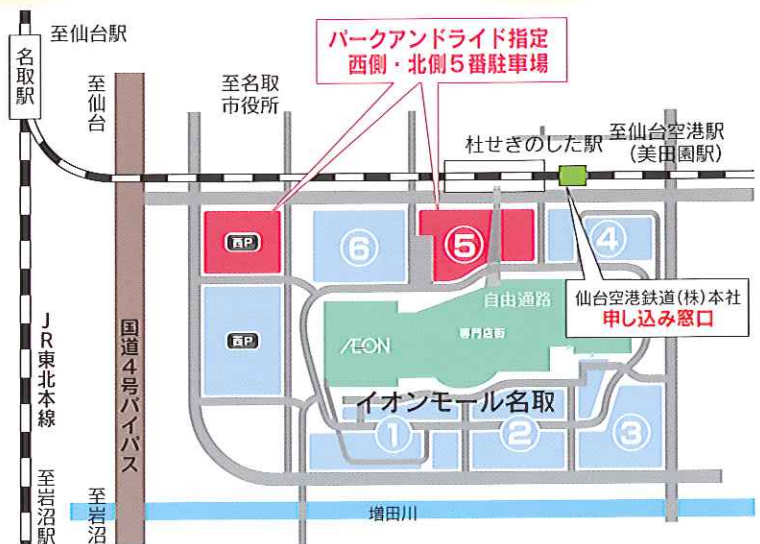 至仙台駅
名取駅
至仙台
至名取
市役所
パークアンドライド指定
西側・北側5番駐車場
杜せきのした駅
至仙台空港駅
(美田園駅)
西P
⑥
⑤
④
仙台空港鉄道(株)本社
申し込み窓口
自由通路
西P
ÆON
専門店街
イオンモール名取
①
②
③
JR東北本線
国道4号バイパス
至岩沼駅
至岩沼
増田川